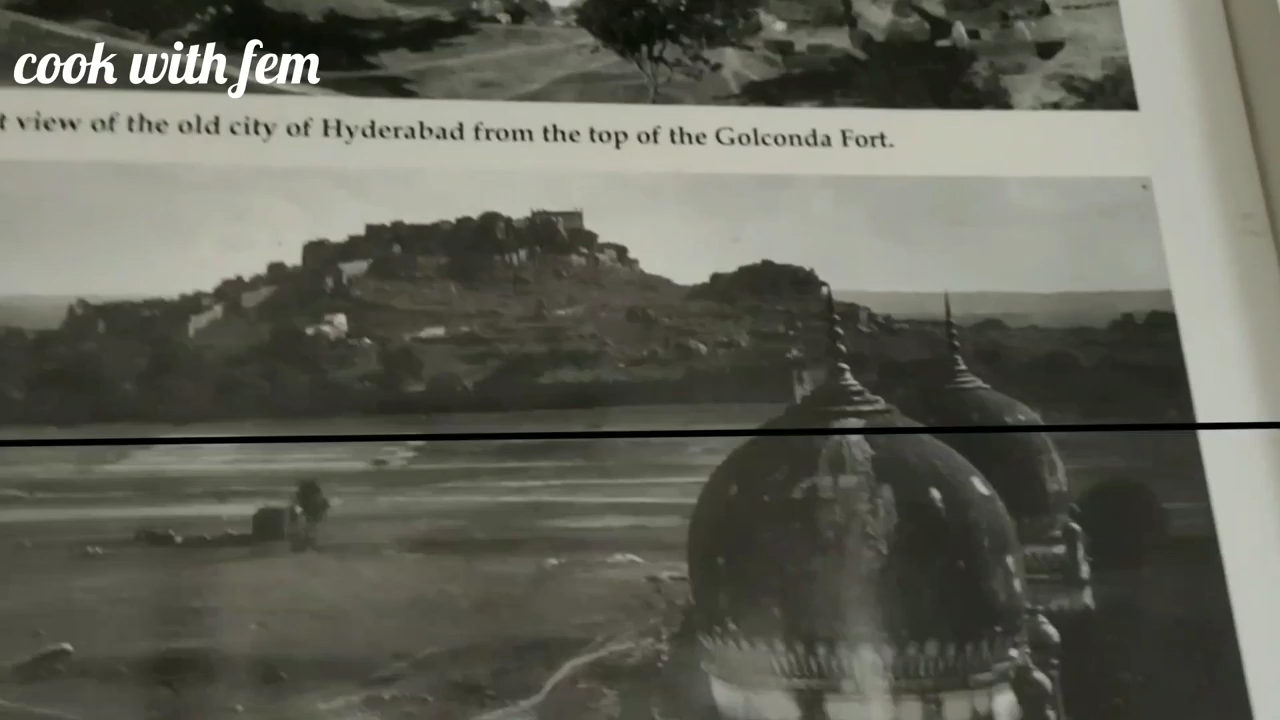 cook with fem
view of the old city of Hyderabad from the top of the Golconda Fort.